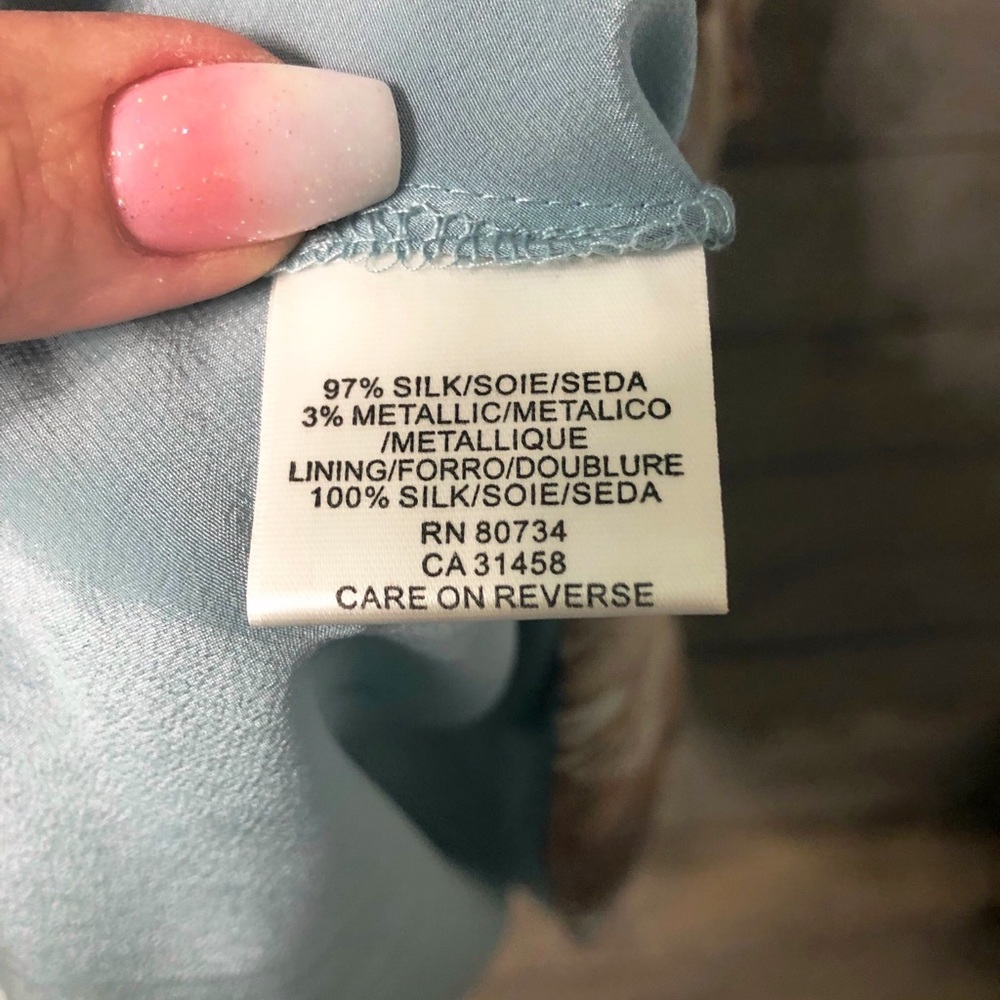 97% SILK/SOIE/SEDA
3% METALLIC/METALICO
/METALLIQUE
LINING/FORRO/DOUBLURE
100% SILK/SOIE/SEDA
RN 80734
CA 31458
CARE ON REVERSE